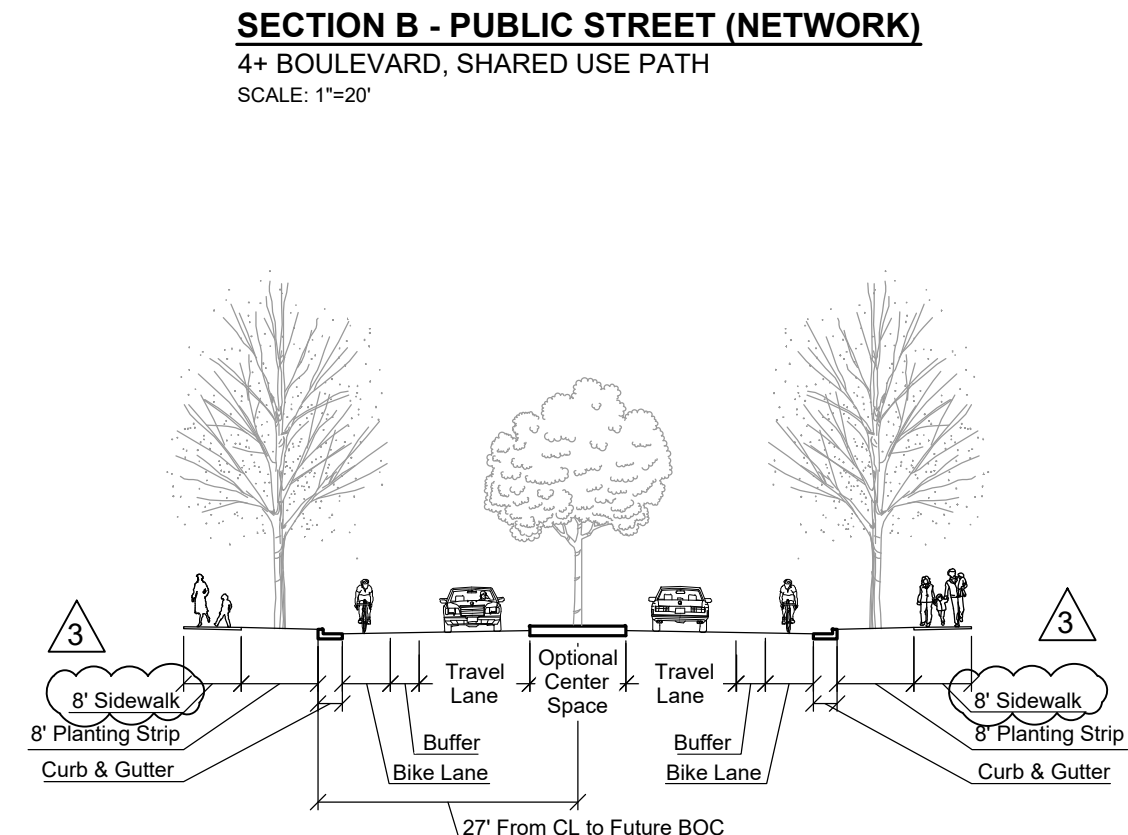 SECTION B - PUBLIC STREET (NETWORK)
4+ BOULEVARD, SHARED USE PATH
SCALE: 1"=20'
3
3
Travel
Lane
Optional
Center
Space
Travel
Lane
8' Sidewalk
8' Sidewalk
8' Planting Strip
8' Planting Strip
Buffer
Buffer
Curb & Gutter
Bike Lane
Bike Lane
Curb & Gutter
27' From CL to Future BOC